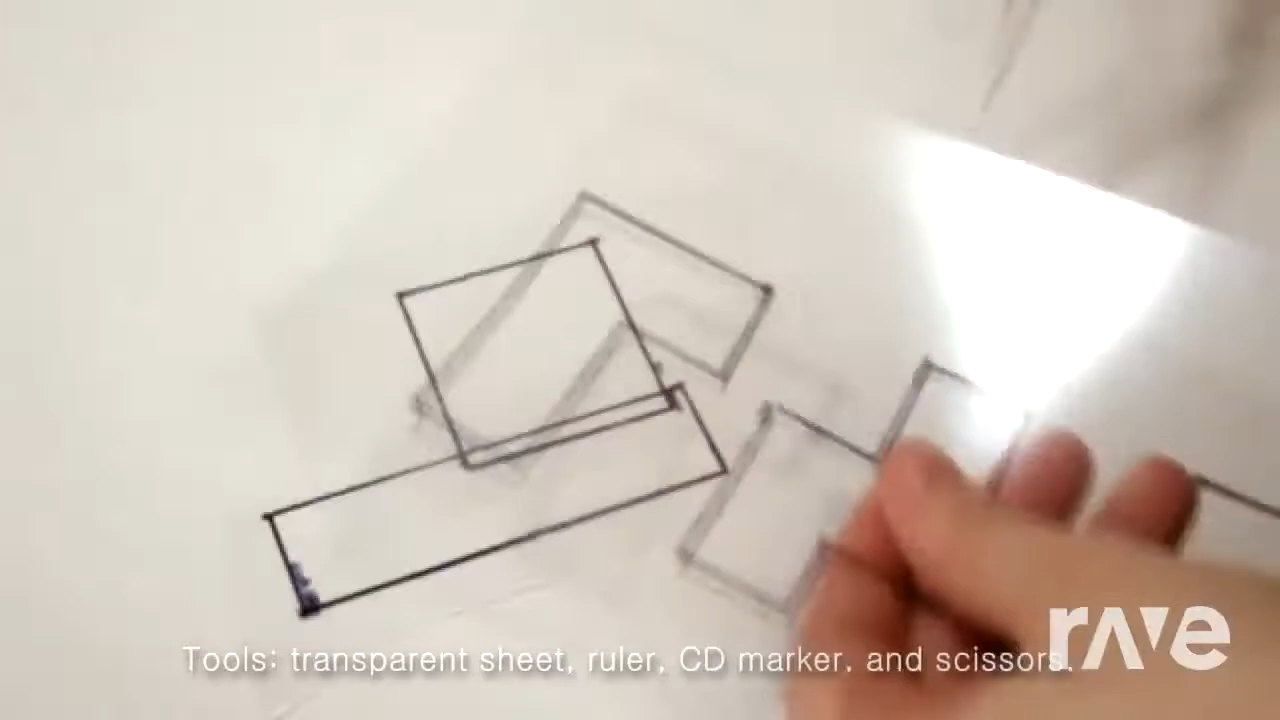 Tools: transparent sheet, ruler, CD marker, and scissors.
rave